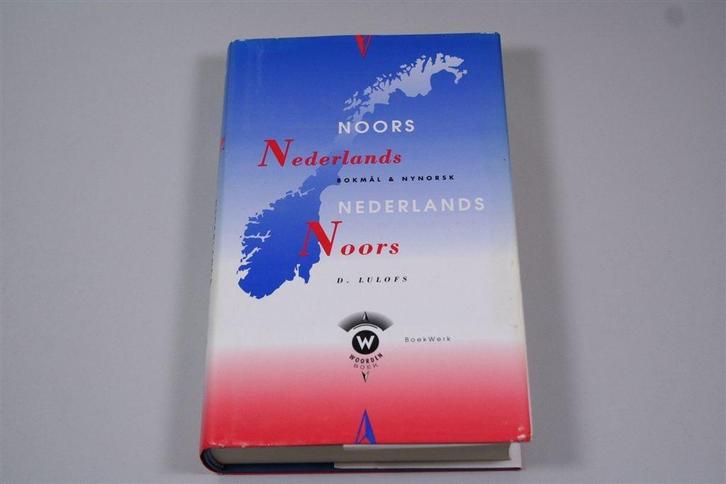 NOORS
Nederlands
BOKMÅL & NYNORSK
NEDERLANDS
Noors
D. LULOFS
W
WOORDEN
BOEK
BoekWerk